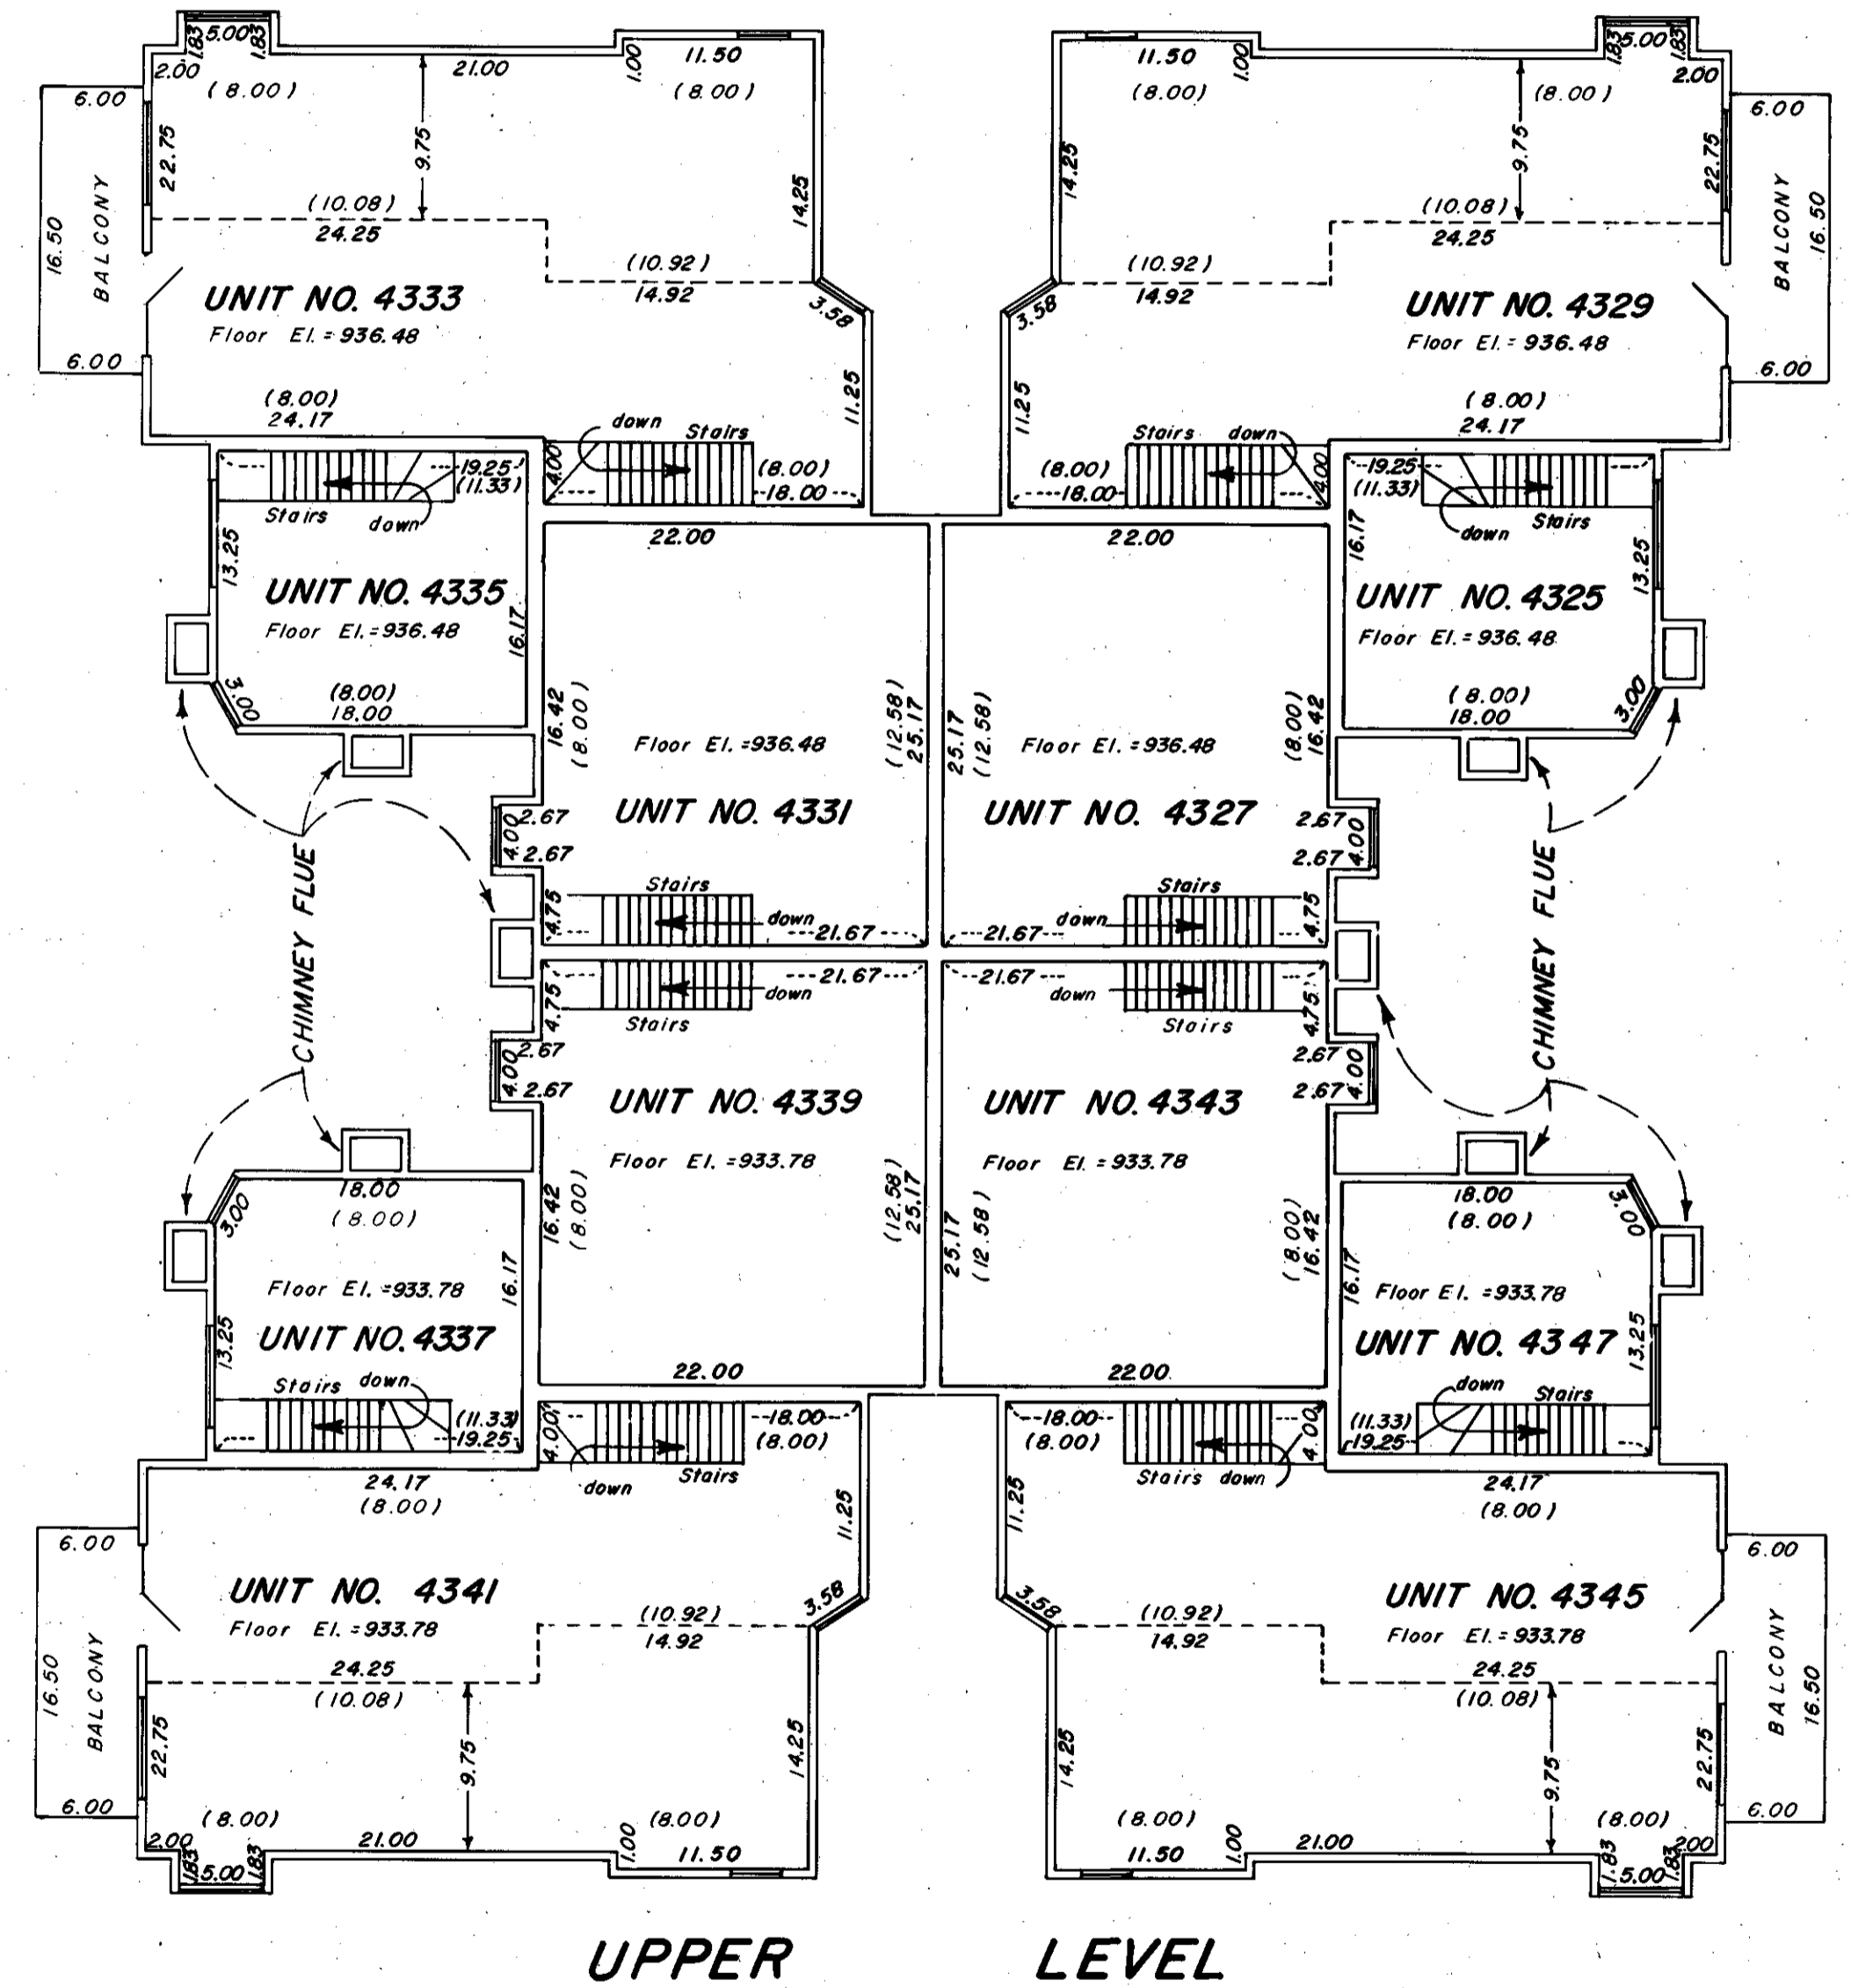 5.00 1.83 1.83
2.00 21.00 1.00 11.50
(8.00) (8.00)
6.00
22.75 9.75 14.25
16.50 BALCONY
(10.08)
24.25
(10.92)
14.92
3.58
UNIT NO. 4333
Floor El. = 936.48
6.00
(8.00)
24.17
11.25
down Stairs
4.00 (8.00)
18.00
11.50 1.00 1.83 5.00 1.83
2.00
(8.00) (8.00)
6.00
14.25 9.75 22.75
BALCONY 16.50
(10.08)
24.25
(10.92)
14.92
3.58
UNIT NO. 4329
Floor El. = 936.48
6.00
(8.00)
24.17
11.25
Stairs down
(8.00) 4.00
18.00
19.25
(11.33)
Stairs down
13.25
UNIT NO. 4335
Floor El. = 936.48
16.17
3.00
(8.00)
18.00
22.00
16.42
(8.00)
(12.58)
25.17
Floor El. = 936.48
UNIT NO. 4331
2.67
4.00
2.67
Stairs
4.75 down
21.67
22.00
25.17
(12.58)
(8.00)
16.42
Floor El. = 936.48
UNIT NO. 4327
2.67
4.00
2.67
Stairs
down 4.75
21.67
19.25
(11.33)
down Stairs
16.17 13.25
UNIT NO. 4325
Floor El. = 936.48
(8.00)
18.00
3.00
CHIMNEY FLUE
CHIMNEY FLUE
21.67
down
Stairs
4.75
2.67
4.00
2.67
UNIT NO. 4339
Floor El. = 933.78
16.42
(8.00)
(12.58)
25.17
22.00
21.67
down
Stairs
4.75
2.67
4.00
2.67
UNIT NO. 4343
Floor El. = 933.78
25.17
(12.58)
(8.00)
16.42
22.00
3.00
18.00
(8.00)
Floor El. = 933.78
16.17
UNIT NO. 4337
13.25
Stairs down
(11.33)
19.25
18.00
(8.00)
3.00
16.17
Floor El. = 933.78
UNIT NO. 4347
13.25
down Stairs
(11.33)
19.25
4.00 18.00
(8.00)
Stairs
down
24.17
(8.00)
11.25
6.00
UNIT NO. 4341
Floor El. = 933.78
3.58
(10.92)
14.92
24.25
(10.08)
16.50 BALCONY
22.75 9.75 14.25
6.00
(8.00) (8.00)
2.00 21.00 1.00 11.50
1.83 5.00 1.83
18.00
(8.00)
4.00
Stairs down
24.17
(8.00)
11.25
6.00
UNIT NO. 4345
Floor El. = 933.78
3.58
(10.92)
14.92
24.25
(10.08)
BALCONY 16.50
14.25 9.75 22.75
6.00
(8.00) (8.00)
11.50 1.00 21.00 2.00
1.83 5.00 1.83
UPPER LEVEL